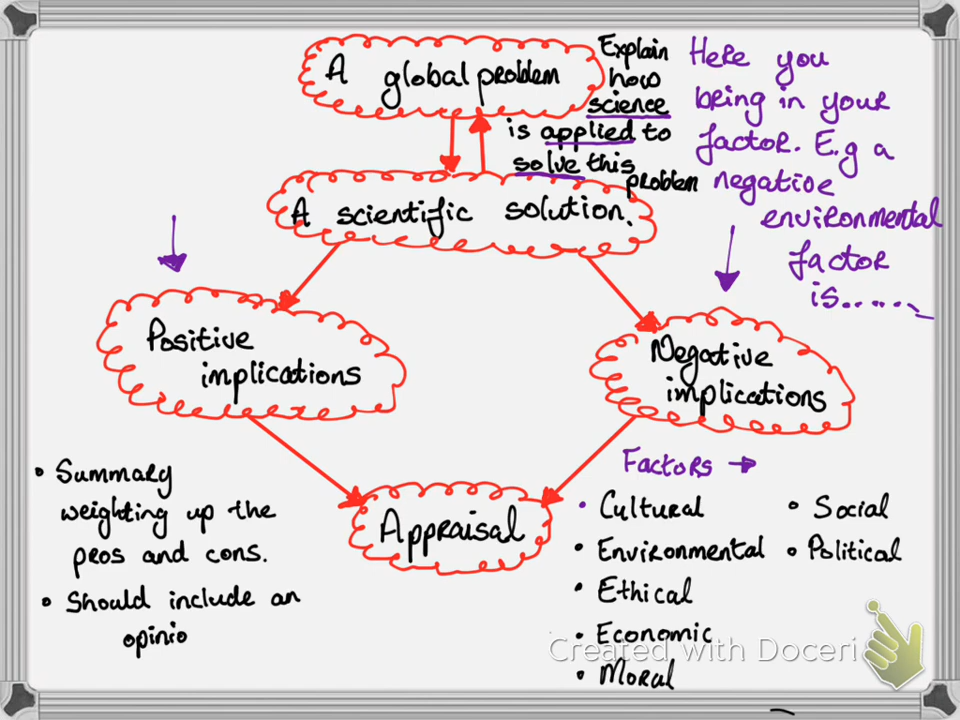 A global problem
Explain
how
science
is applied to
solve this
problem
Here you
bring in your
factor. E.g a
negative
environmental
factor
is......
A scientific solution.
Positive
implications
Negative
implications
Appraisal
• Summary
weighting up the
pros and cons.
• Should include an
opinio
Factors →
• Cultural
• Environmental
• Ethical
• Economic
• Moral
• Social
• Political
Created with Doceri